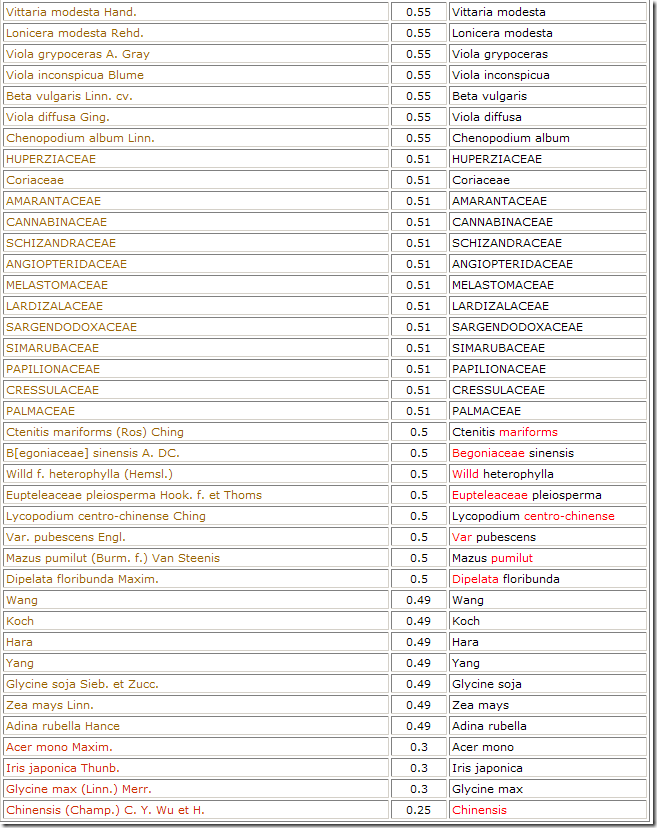 Vittaria modesta Hand. 0.55 Vittaria modesta
Lonicera modesta Rehd. 0.55 Lonicera modesta
Viola grypoceras A. Gray 0.55 Viola grypoceras
Viola inconspicua Blume 0.55 Viola inconspicua
Beta vulgaris Linn. cv. 0.55 Beta vulgaris
Viola diffusa Ging. 0.55 Viola diffusa
Chenopodium album Linn. 0.55 Chenopodium album
HUPERZIACEAE 0.51 HUPERZIACEAE
Coriaceae 0.51 Coriaceae
AMARANTACEAE 0.51 AMARANTACEAE
CANNABINACEAE 0.51 CANNABINACEAE
SCHIZANDRACEAE 0.51 SCHIZANDRACEAE
ANGIOPTERIDACEAE 0.51 ANGIOPTERIDACEAE
MELASTOMACEAE 0.51 MELASTOMACEAE
LARDIZALACEAE 0.51 LARDIZALACEAE
SARGENDODOXACEAE 0.51 SARGENDODOXACEAE
SIMARUBACEAE 0.51 SIMARUBACEAE
PAPILIONACEAE 0.51 PAPILIONACEAE
CRESSULACEAE 0.51 CRESSULACEAE
PALMACEAE 0.51 PALMACEAE
Ctenitis mariforms (Ros) Ching 0.5 Ctenitis mariforms
B[egoniaceae] sinensis A. DC. 0.5 Begoniaceae sinensis
Willd f. heterophylla (Hemsl.) 0.5 Willd heterophylla
Eupteleaceae pleiosperma Hook. f. et Thoms 0.5 Eupteleaceae pleiosperma
Lycopodium centro-chinense Ching 0.5 Lycopodium centro-chinense
Var. pubescens Engl. 0.5 Var pubescens
Mazus pumilut (Burm. f.) Van Steenis 0.5 Mazus pumilut
Dipelata floribunda Maxim. 0.5 Dipelata floribunda
Wang 0.49 Wang
Koch 0.49 Koch
Hara 0.49 Hara
Yang 0.49 Yang
Glycine soja Sieb. et Zucc. 0.49 Glycine soja
Zea mays Linn. 0.49 Zea mays
Adina rubella Hance 0.49 Adina rubella
Acer mono Maxim. 0.3 Acer mono
Iris japonica Thunb. 0.3 Iris japonica
Glycine max (Linn.) Merr. 0.3 Glycine max
Chinensis (Champ.) C. Y. Wu et H. 0.25 Chinensis